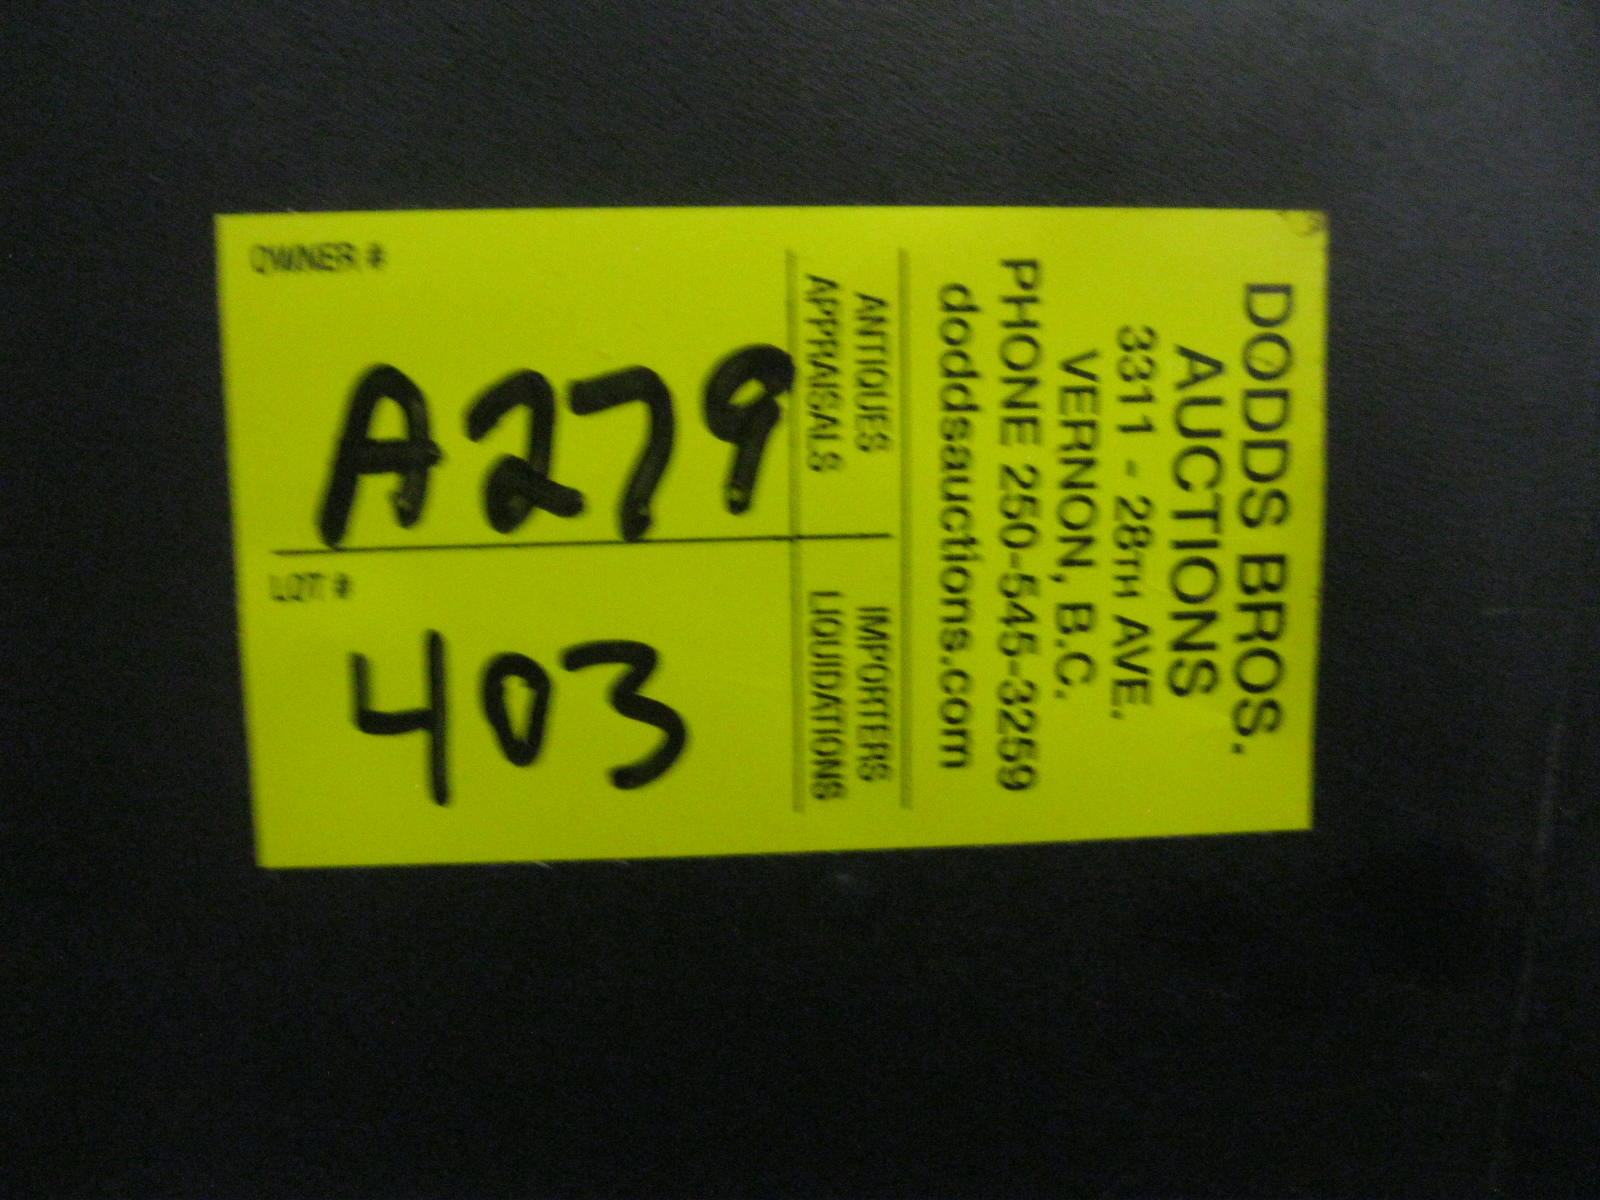 OWNER #
A279
LOT #
403
DODDS BROS.
AUCTIONS
3311 - 28TH AVE.
VERNON, B.C.
PHONE 250-545-3259
doddsauctions.com
ANTIQUES IMPORTERS
APPRAISALS LIQUIDATIONS